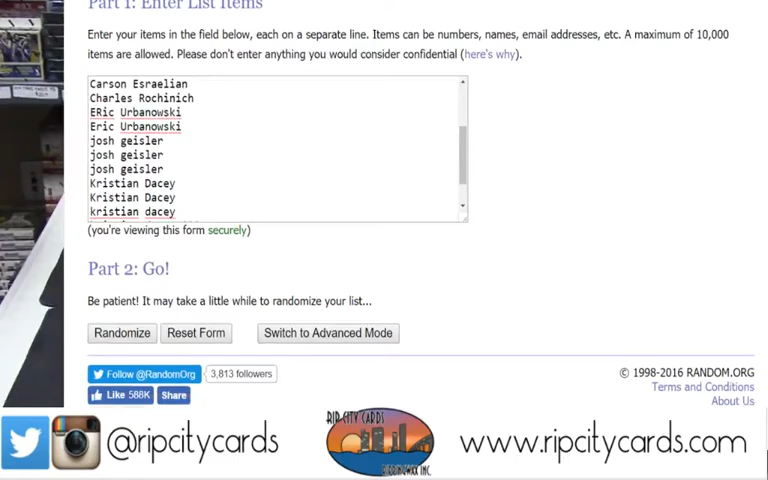 Part 1: Enter List Items
Enter your items in the field below, each on a separate line. Items can be numbers, names, email addresses, etc. A maximum of 10,000
items are allowed. Please don't enter anything you would consider confidential (here's why).
Carson Esraelian
Charles Rochinich
ERic Urbanowski
Eric Urbanowski
josh geisler
josh geisler
josh geisler
Kristian Dacey
Kristian Dacey
kristian dacey
(you're viewing this form securely)
Part 2: Go!
Be patient! It may take a little while to randomize your list...
Randomize Reset Form Switch to Advanced Mode
Follow @RandomOrg 3,813 followers
Like 588K Share
© 1998-2016 RANDOM.ORG
Terms and Conditions
About Us
@ripcitycards RIP CITY CARDS RIPPINGWAX INC. www.ripcitycards.com